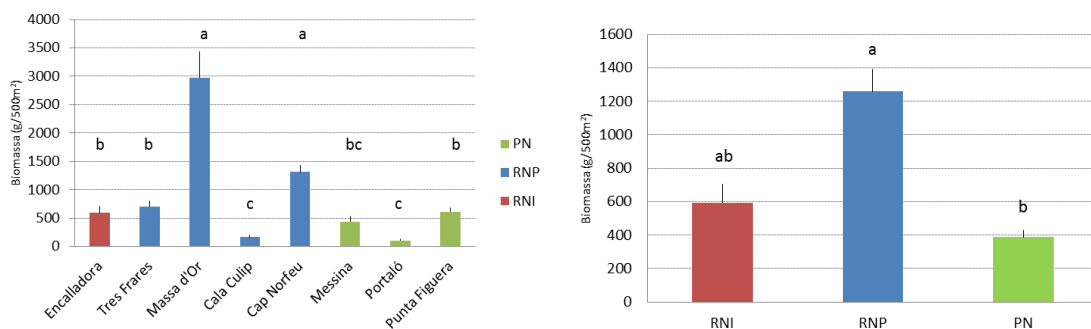 4000
3500
3000
2500
2000
1500
1000
500
0
Biomassa (g/500m²)
a
a
b
b
c
bc
c
b
Encalladora
Tres Frares
Massa d'Or
Cala Culip
Cap Norfeu
Messina
Portaló
Punta Figuera
PN
RNP
RNI
1600
1400
1200
1000
800
600
400
200
0
Biomassa (g/500m²)
ab
a
b
RNI
RNP
PN